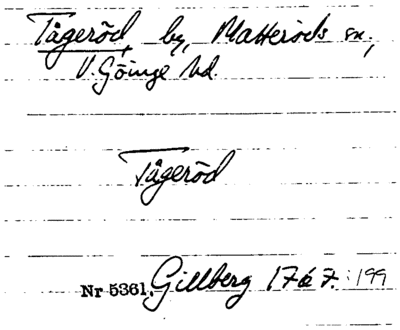 Tågeröd, by, Matteröds sn,
V. Göinge hd.
Tågeröd
Nr 5361. Gillberg 1767 : 199